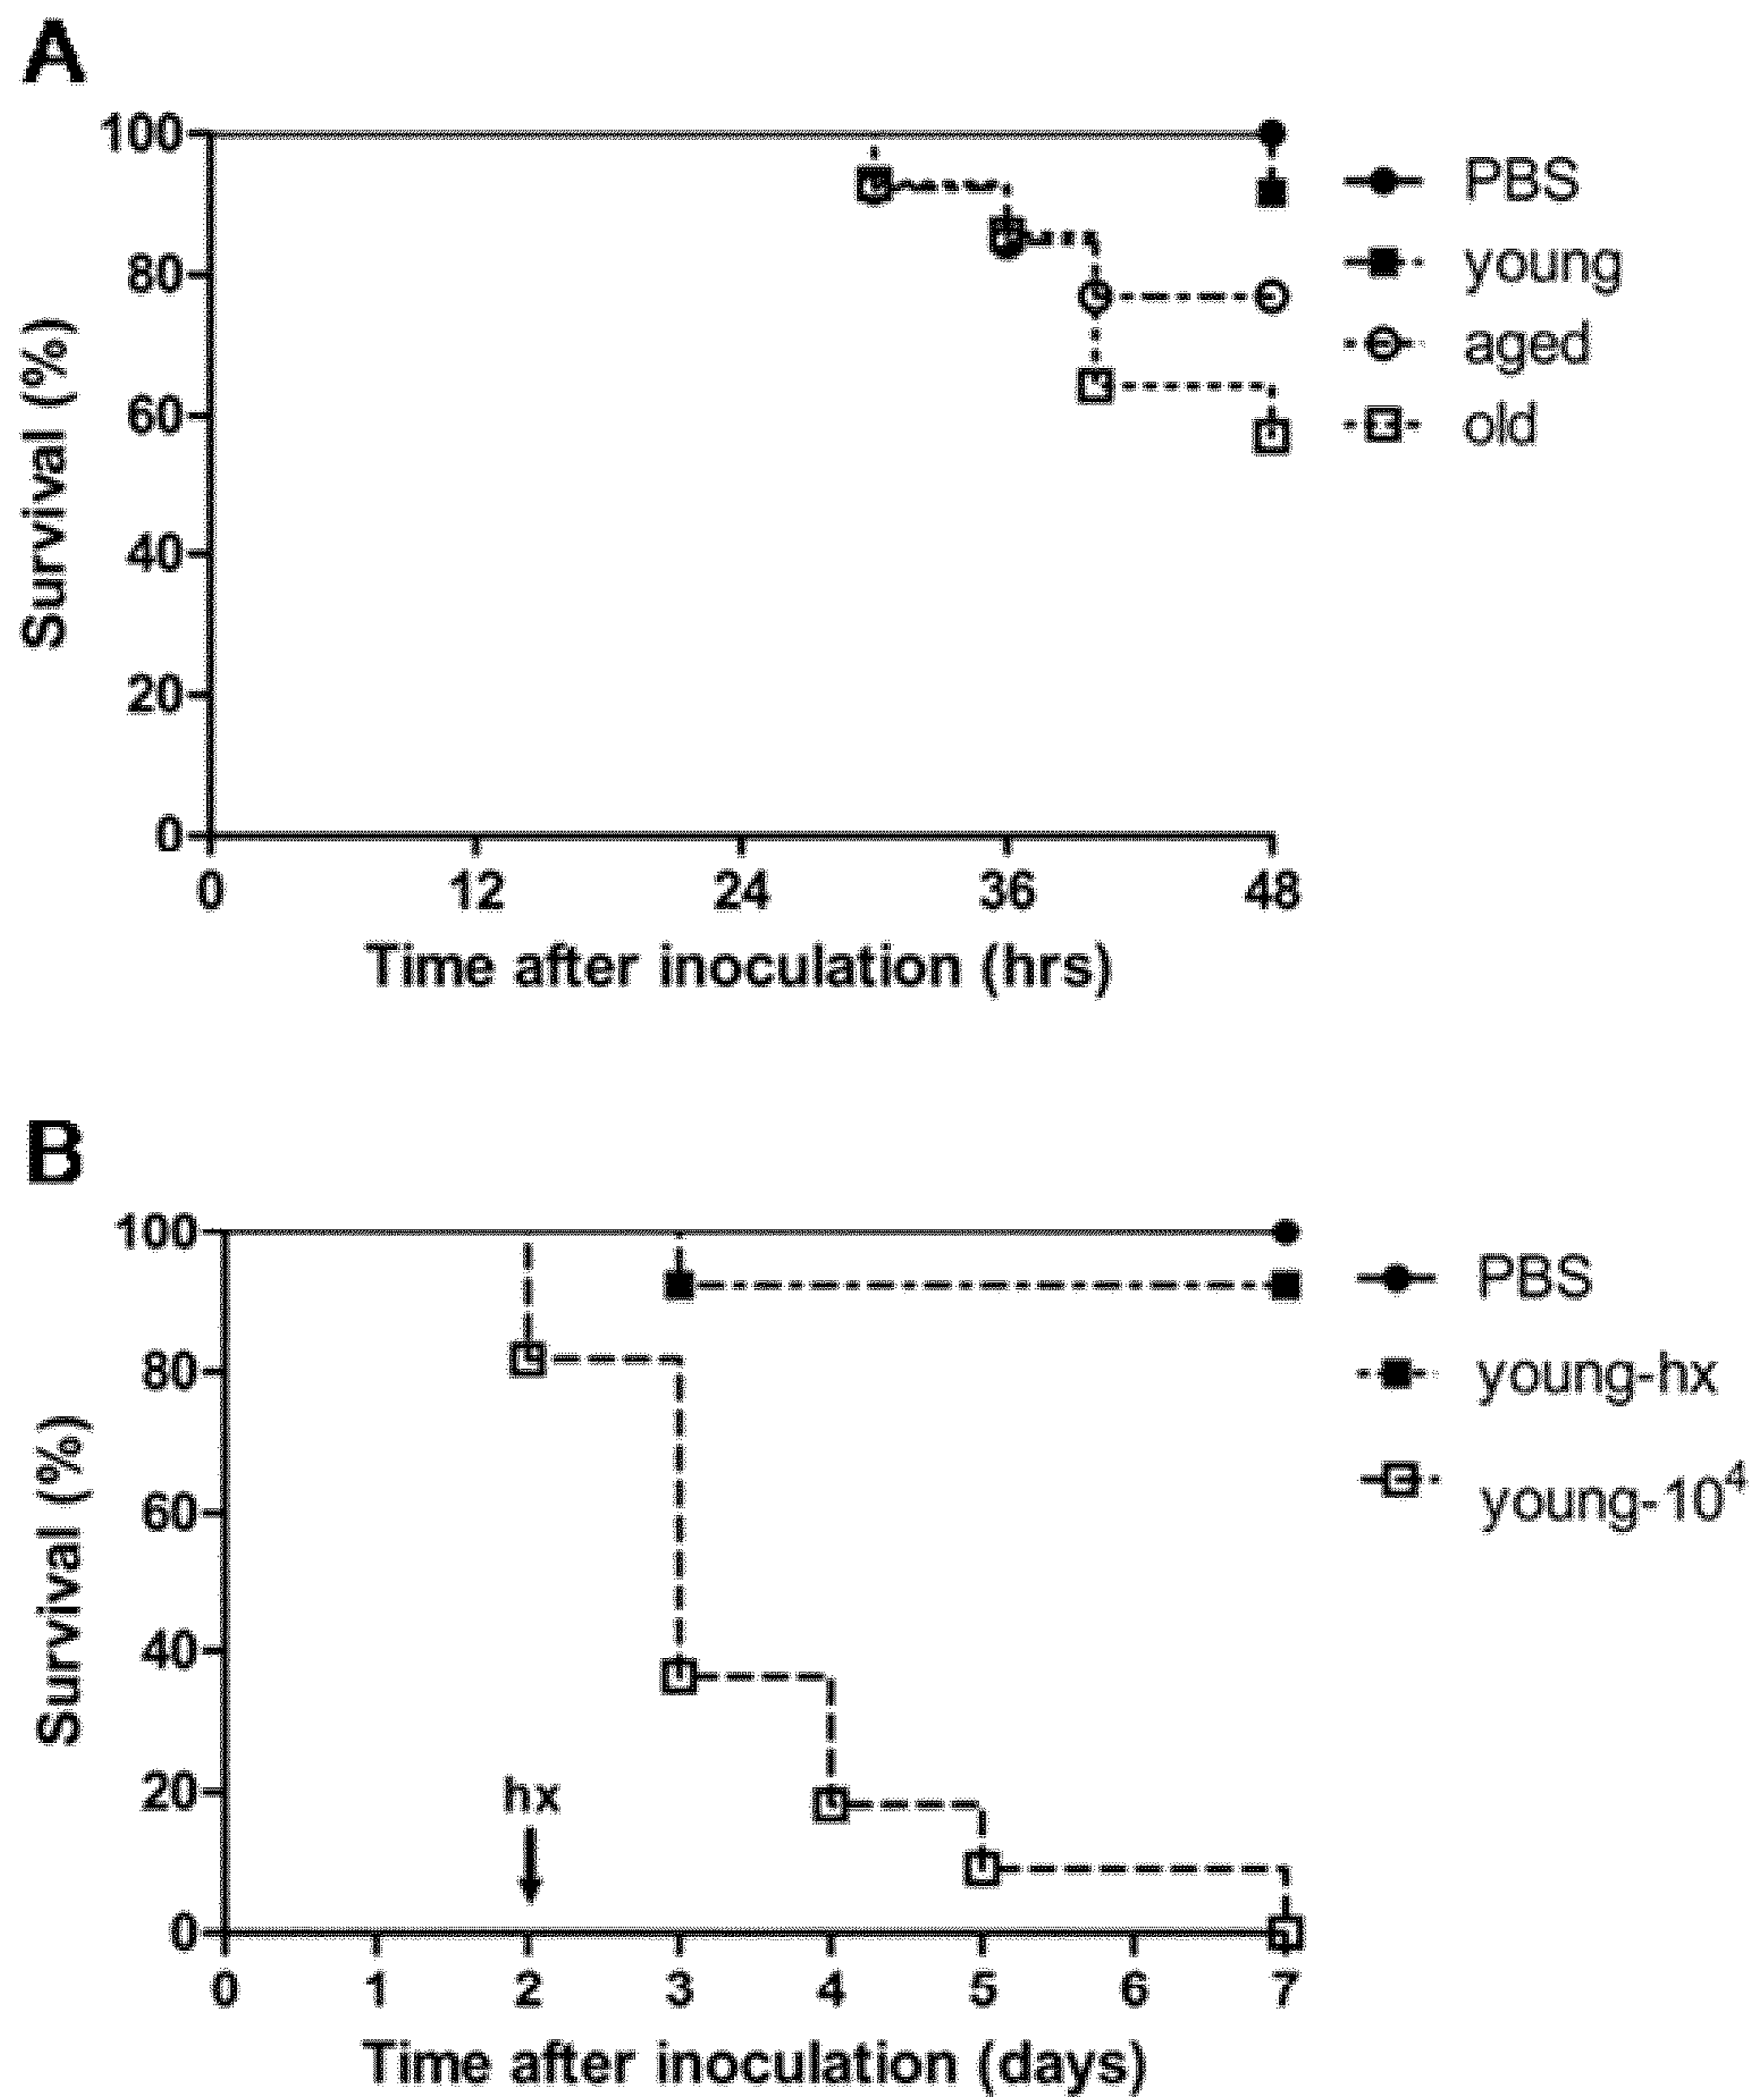 A
100
80
60
40
20
0
0 12 24 36 48
Survival (%)
Time after inoculation (hrs)
PBS
young
aged
old
B
100
80
60
40
20
0
0 1 2 3 4 5 6 7
Survival (%)
hx
Time after inoculation (days)
PBS
young-hx
young-10⁴